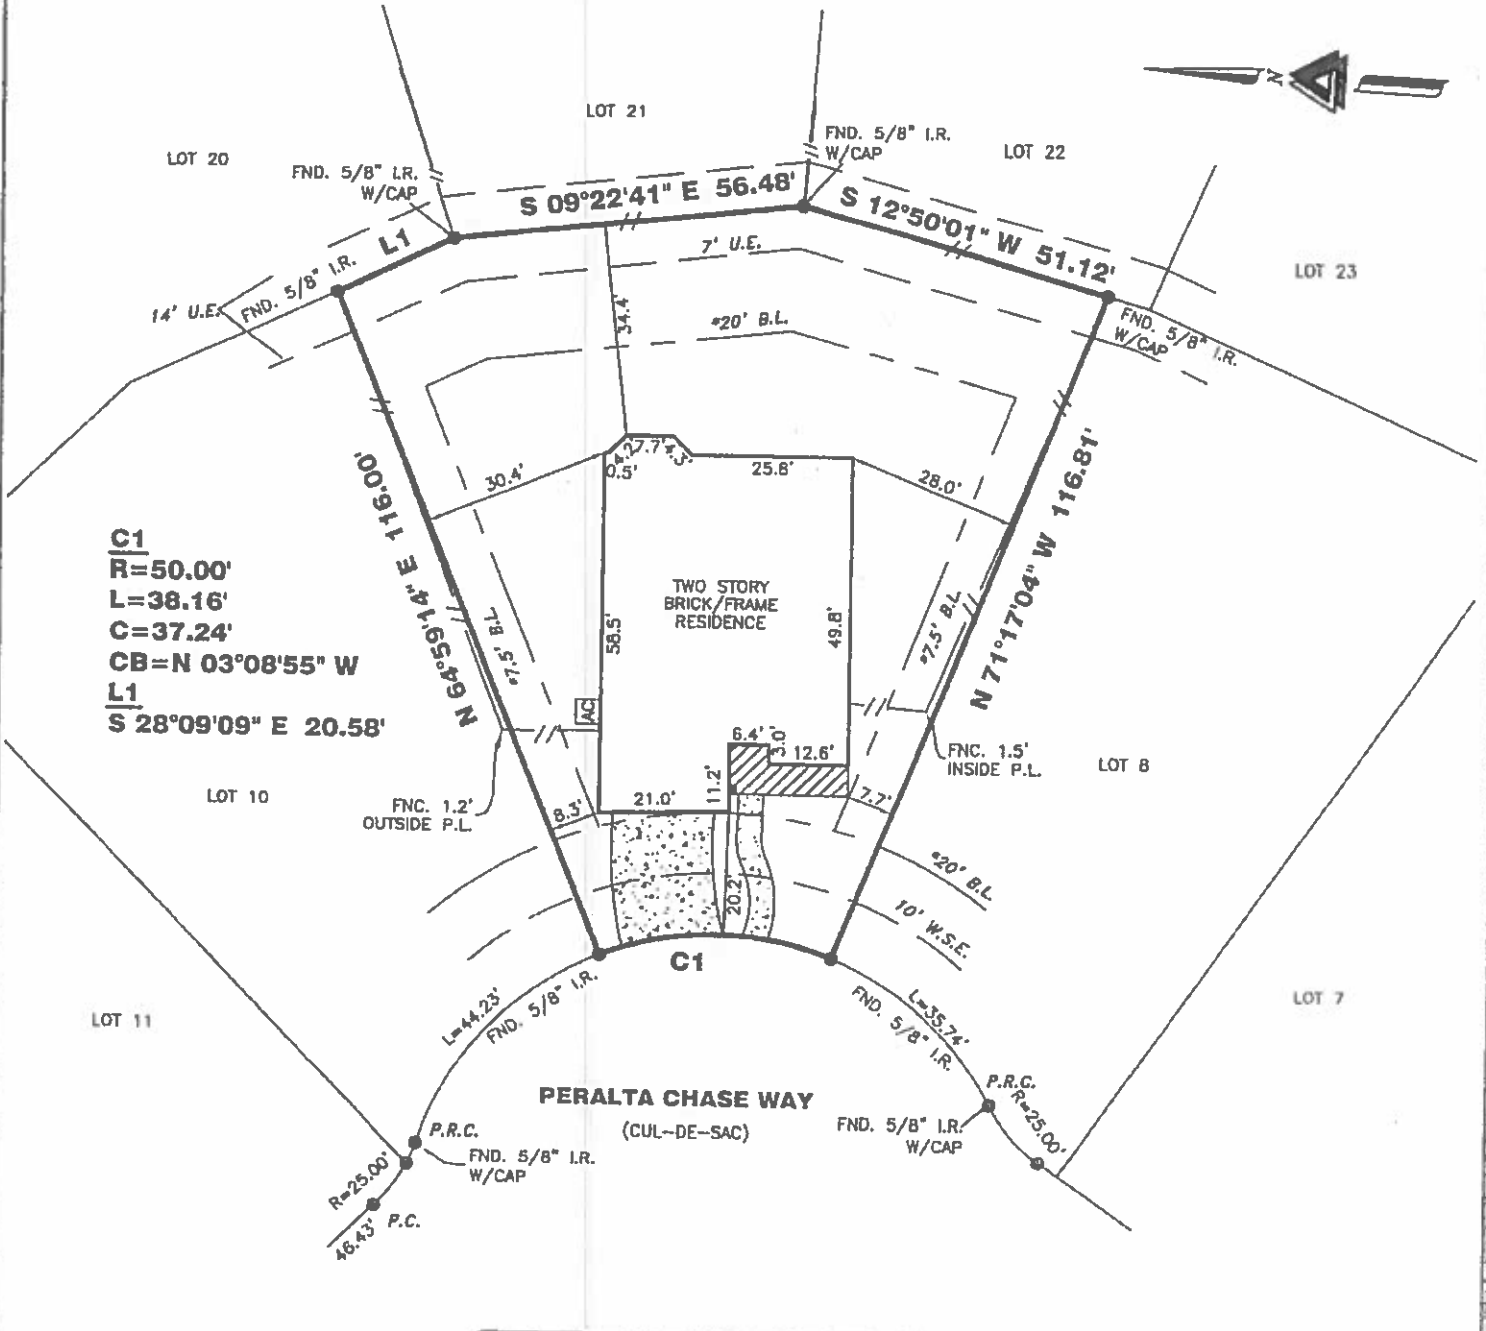 N
LOT 21
LOT 20
FND. 5/8" I.R.
W/CAP
FND. 5/8" I.R.
W/CAP
LOT 22
S 09°22'41" E 56.48'
S 12°50'01" W 51.12'
LOT 23
L1
FND. 5/8" I.R.
14' U.E.
7' U.E.
34.4'
*20' B.L.
FND. 5/8" I.R.
W/CAP
4.2'
7.7'
4.3'
0.5'
25.8'
30.4'
28.0'
N 64°59'14" E 116.00'
N 71°17'04" W 116.81'
C1
R=50.00'
L=38.16'
C=37.24'
CB=N 03°08'55" W
L1
S 28°09'09" E 20.58'
TWO STORY
BRICK/FRAME
RESIDENCE
58.5'
49.8'
*7.5' B.L.
*7.5' B.L.
AC
6.4'
3.0'
12.6'
FNC. 1.5'
INSIDE P.L.
LOT 8
LOT 10
FNC. 1.2'
OUTSIDE P.L.
8.3'
21.0'
11.2'
7.7'
20.2'
*20' B.L.
10' W.S.E.
C1
LOT 11
L=44.23'
FND. 5/8" I.R.
L=35.74'
FND. 5/8" I.R.
LOT 7
PERALTA CHASE WAY
(CUL-DE-SAC)
P.R.C.
FND. 5/8" I.R.
W/CAP
R=25.00'
P.C.
46.43'
P.R.C.
FND. 5/8" I.R.
W/CAP
R=25.00'